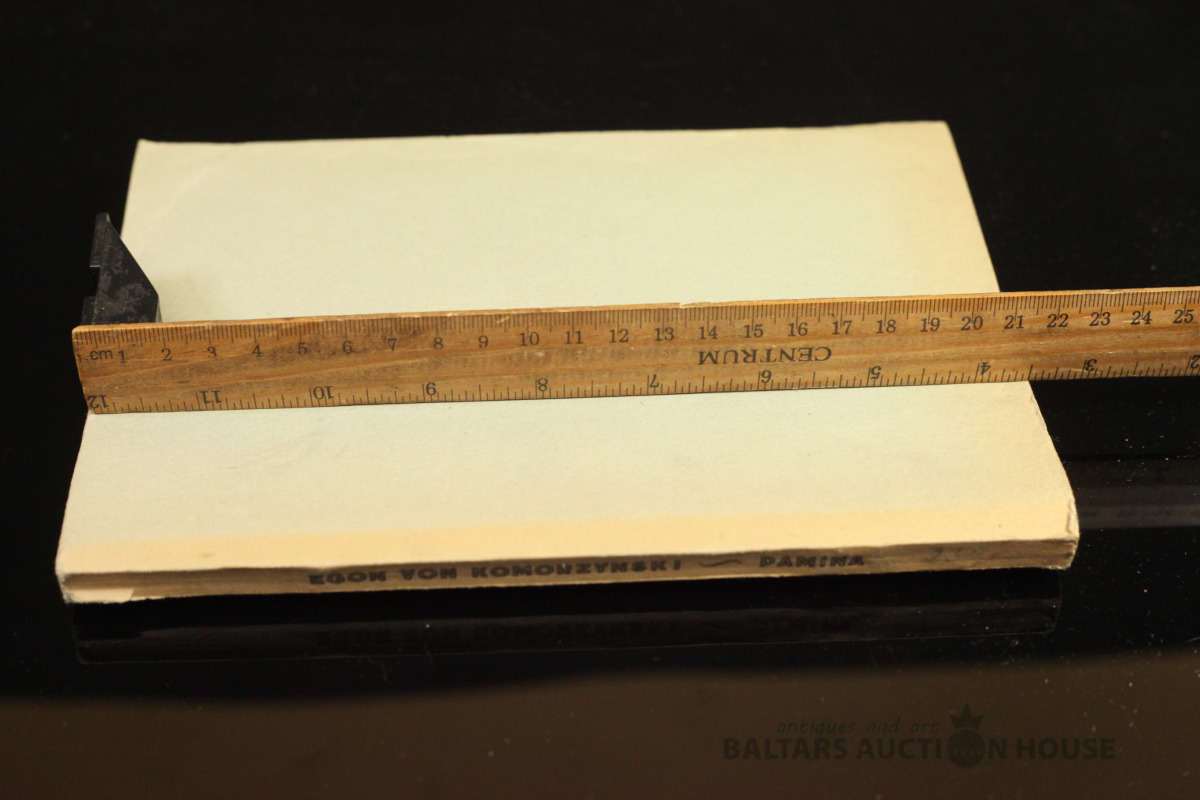 cm 1 2 3 4 5 6 7 8 9 10 11 12 13 14 15 16 17 18 19 20 21 22 23 24 25
CENTRUM
12 11 10 9 8 7 6 5 4 3 2
EGON VON KOMORZYNSKI ~ PAMINA
antiques and art
BALTARS AUCTION HOUSE